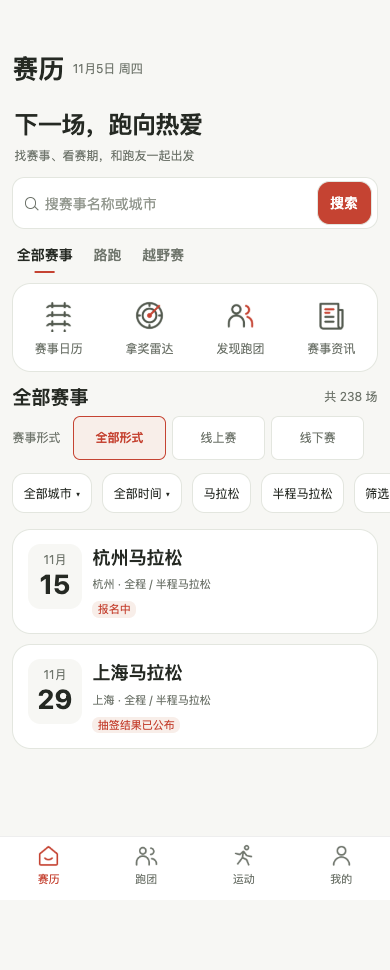 赛历 11月5日 周四
下一场，跑向热爱
找赛事、看赛期，和跑友一起出发
搜赛事名称或城市 搜索
全部赛事 路跑 越野赛
赛事日历 拿奖雷达 发现跑团 赛事资讯
全部赛事 共 238 场
赛事形式 全部形式 线上赛 线下赛
全部城市 ▾ 全部时间 ▾ 马拉松 半程马拉松 筛选
11月
15
杭州马拉松
杭州 · 全程 / 半程马拉松
报名中
11月
29
上海马拉松
上海 · 全程 / 半程马拉松
抽签结果已公布
赛历 跑团 运动 我的